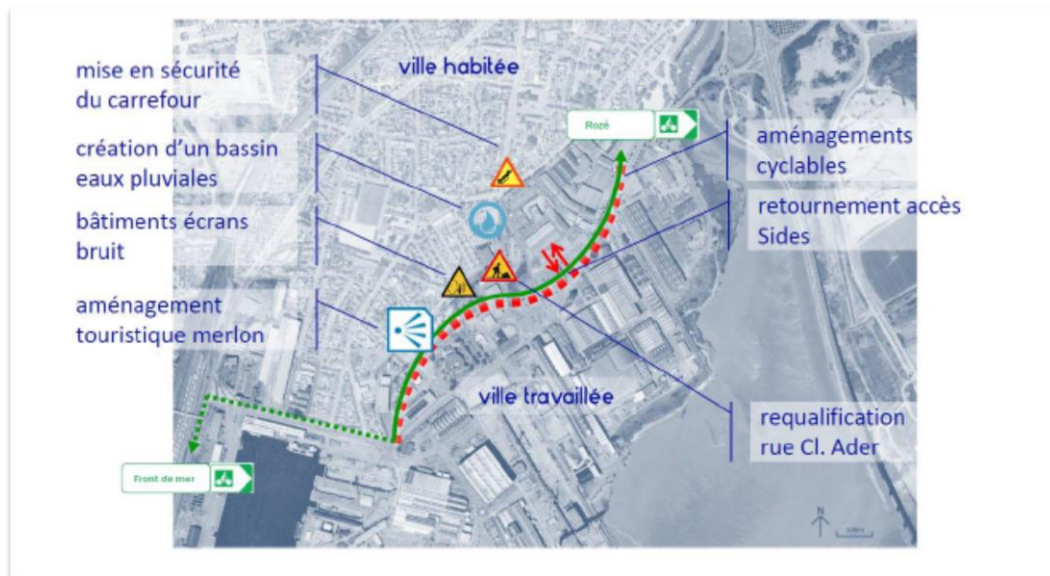 mise en sécurité
du carrefour
création d'un bassin
eaux pluviales
bâtiments écrans
bruit
aménagement
touristique merlon
ville habitée
Rozé
aménagements
cyclables
retournement accès
Sides
ville travaillée
requalification
rue Cl. Ader
Front de mer
N